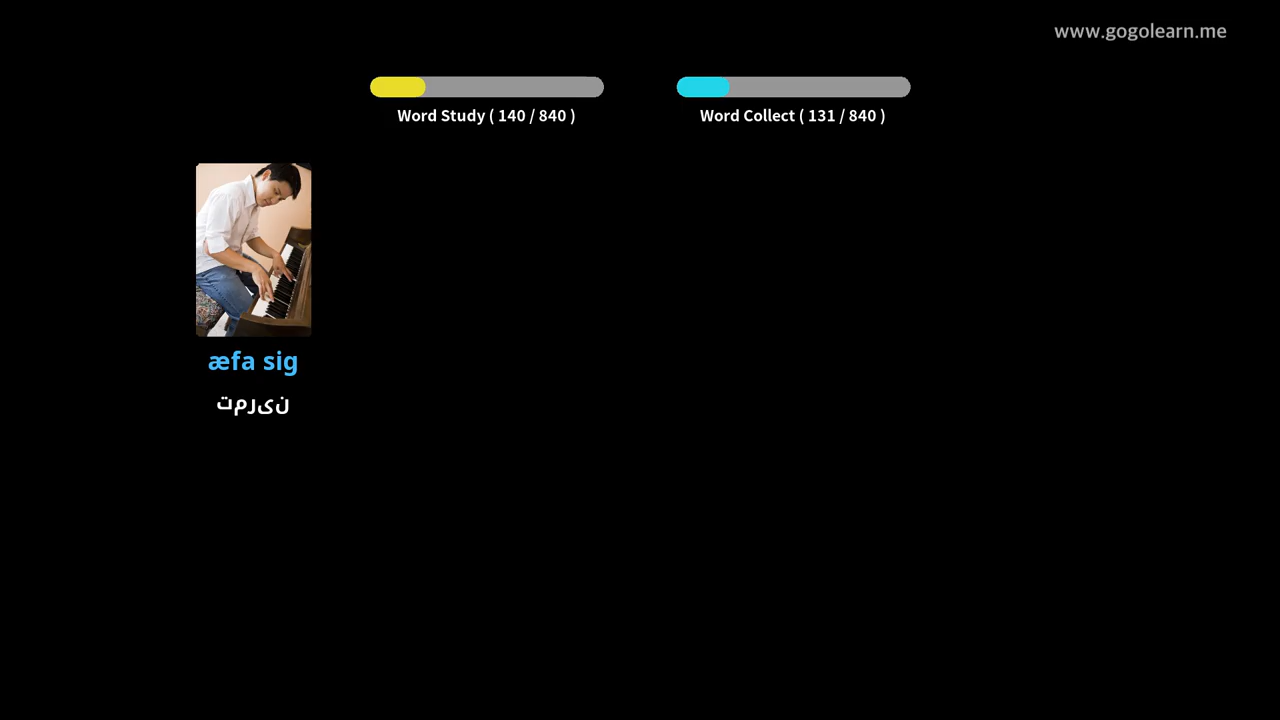 www.gogolearn.me
Word Study ( 140 / 840 )
Word Collect ( 131 / 840 )
æfa sig
تمرین